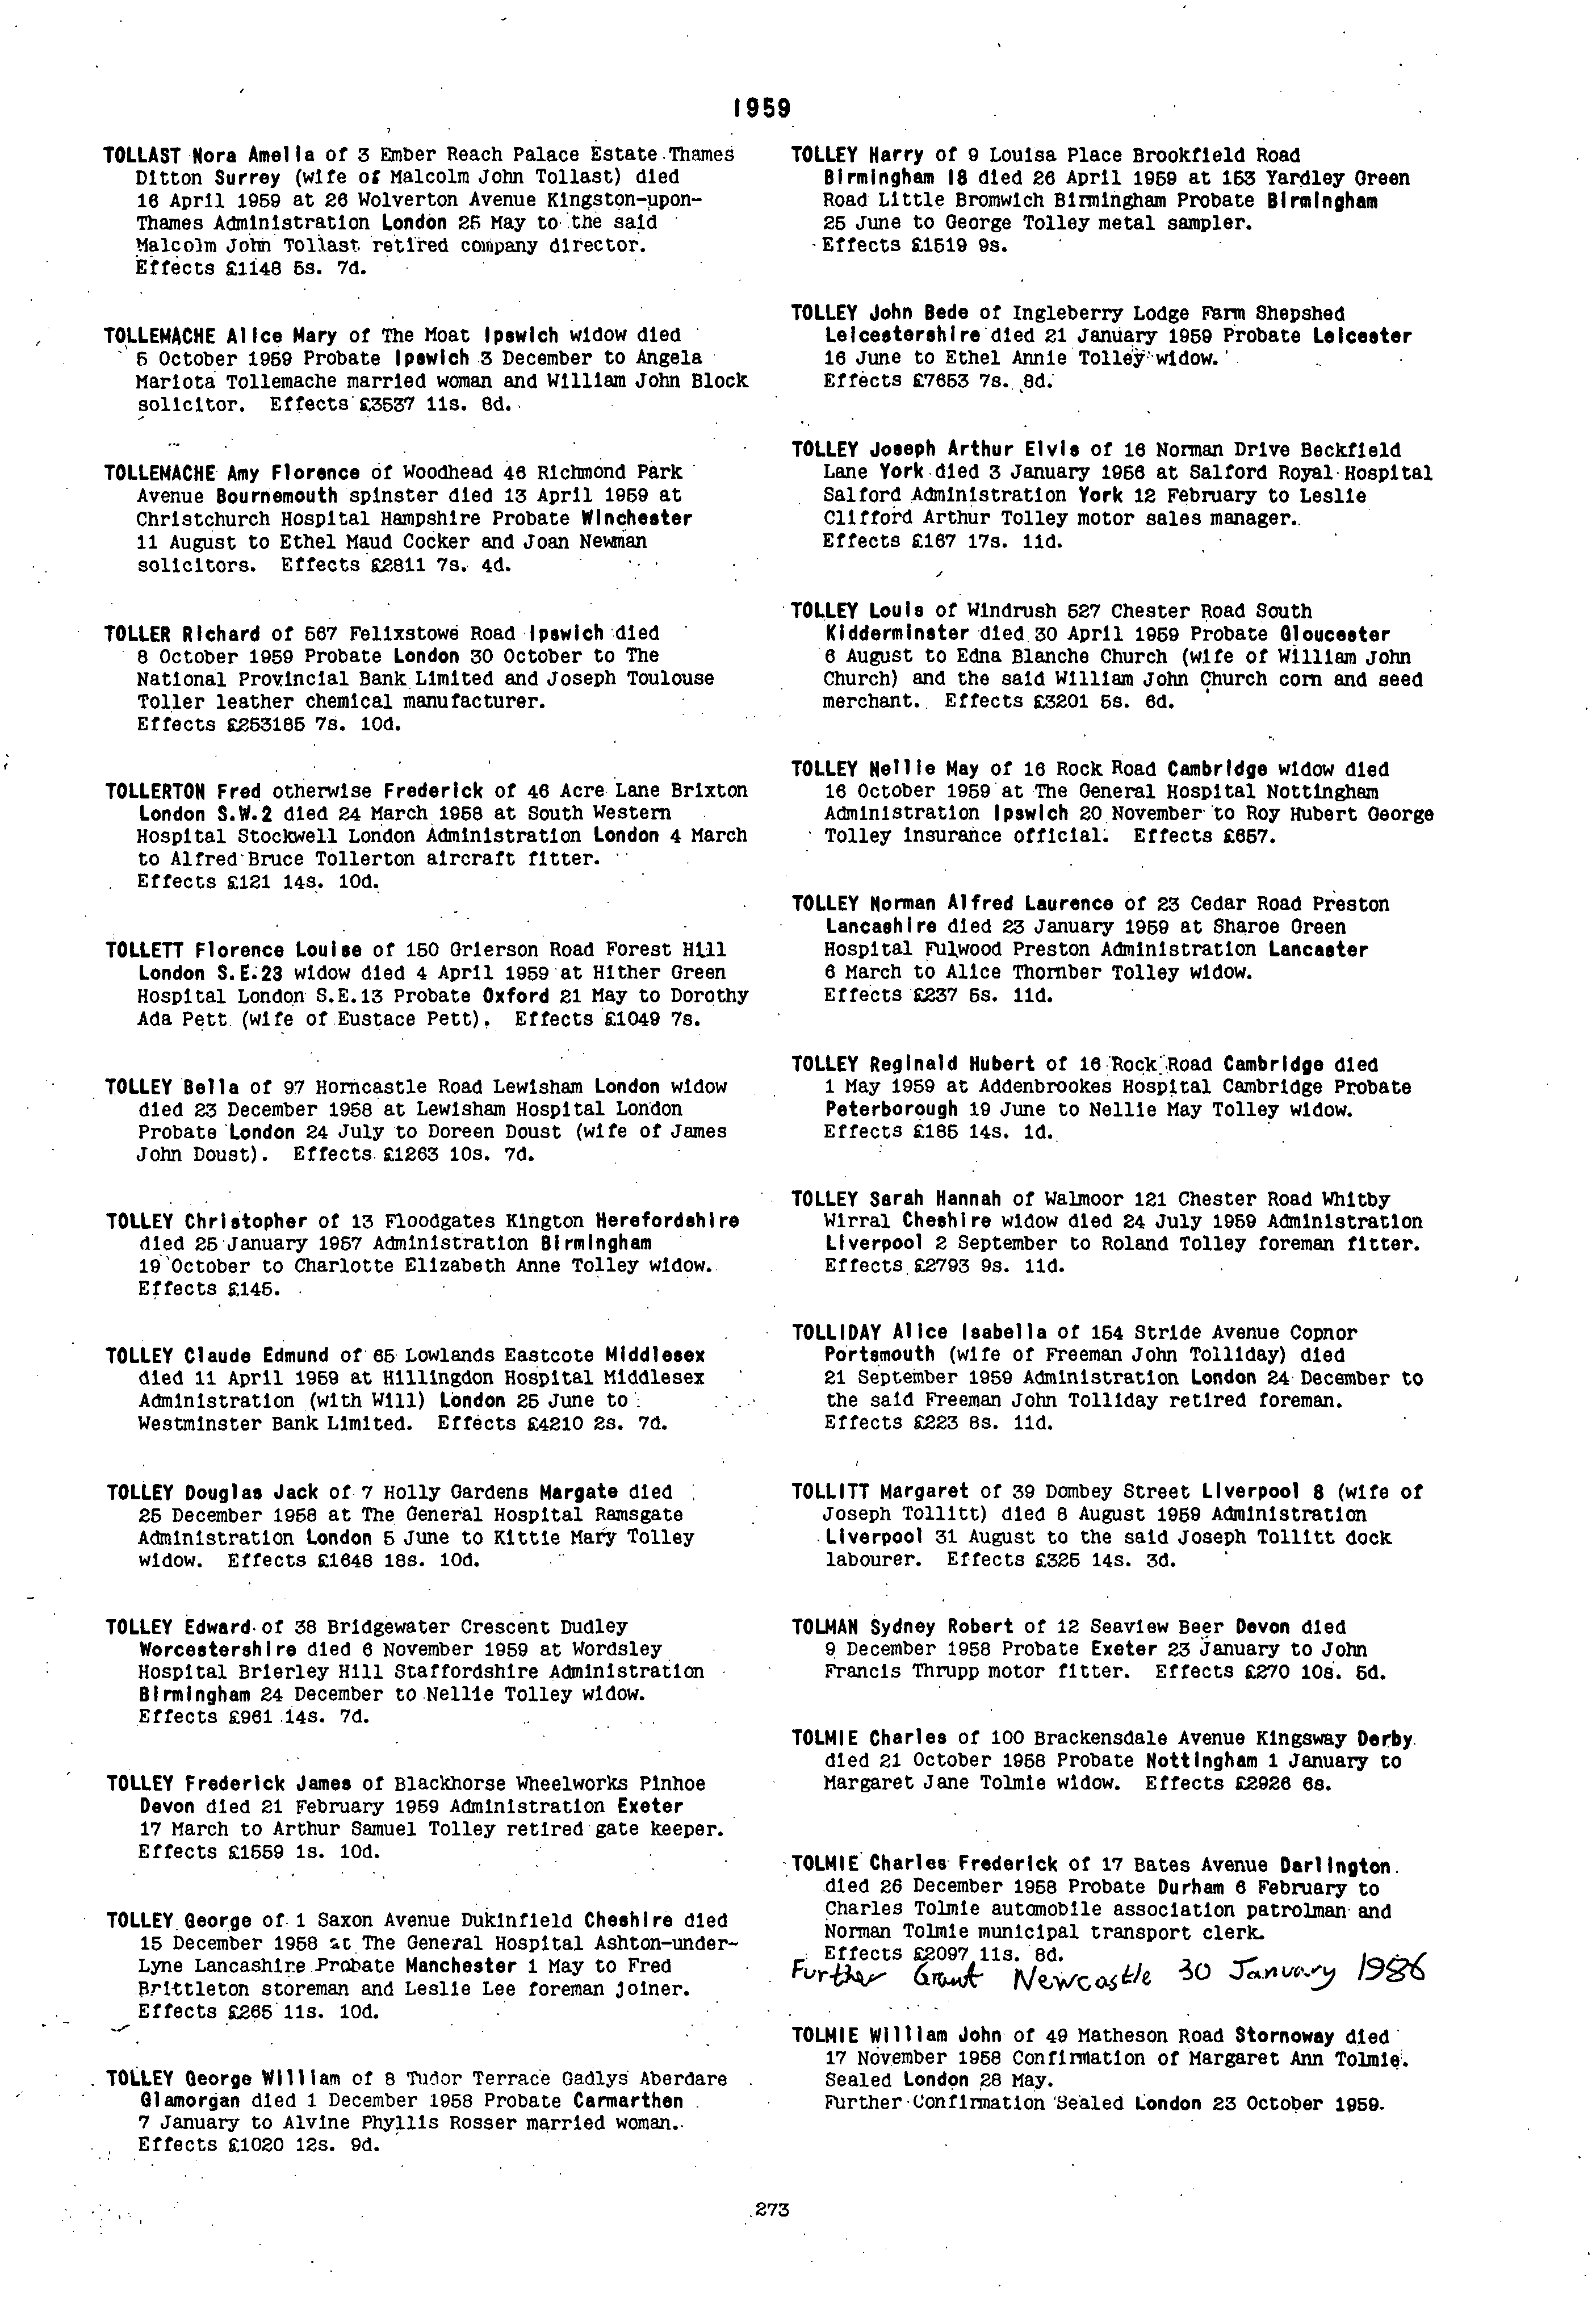 1959
TOLLAST Nora Amelia of 3 Ember Reach Palace Estate Thames
Ditton Surrey (wife of Malcolm John Tollast) died
16 April 1959 at 26 Wolverton Avenue Kingston-upon-
Thames Administration London 25 May to the said
Malcolm John Tollast retired company director.
Effects £1148 5s. 7d.
TOLLEMACHE Alice Mary of The Moat Ipswich widow died
5 October 1959 Probate Ipswich 3 December to Angela
Mariota Tollemache married woman and William John Block
solicitor. Effects £3537 11s. 8d.
TOLLEMACHE Amy Florence of Woodhead 46 Richmond Park
Avenue Bournemouth spinster died 13 April 1959 at
Christchurch Hospital Hampshire Probate Winchester
11 August to Ethel Maud Cocker and Joan Newman
solicitors. Effects £2811 7s. 4d.
TOLLER Richard of 567 Felixstowe Road Ipswich died
8 October 1959 Probate London 30 October to The
National Provincial Bank Limited and Joseph Toulouse
Toller leather chemical manufacturer.
Effects £253185 7s. 10d.
TOLLERTON Fred otherwise Frederick of 46 Acre Lane Brixton
London S.W.2 died 24 March 1958 at South Western
Hospital Stockwell London Administration London 4 March
to Alfred Bruce Tollerton aircraft fitter.
Effects £121 14s. 10d.
TOLLETT Florence Louise of 150 Grierson Road Forest Hill
London S.E.23 widow died 4 April 1959 at Hither Green
Hospital London S.E.13 Probate Oxford 21 May to Dorothy
Ada Pett (wife of Eustace Pett). Effects £1049 7s.
TOLLEY Bella of 97 Horncastle Road Lewisham London widow
died 23 December 1958 at Lewisham Hospital London
Probate London 24 July to Doreen Doust (wife of James
John Doust). Effects £1263 10s. 7d.
TOLLEY Christopher of 13 Floodgates Kington Herefordshire
died 25 January 1957 Administration Birmingham
19 October to Charlotte Elizabeth Anne Tolley widow.
Effects £145.
TOLLEY Claude Edmund of 65 Lowlands Eastcote Middlesex
died 11 April 1959 at Hillingdon Hospital Middlesex
Administration (with Will) London 25 June to
Westminster Bank Limited. Effects £4210 2s. 7d.
TOLLEY Douglas Jack of 7 Holly Gardens Margate died
25 December 1958 at The General Hospital Ramsgate
Administration London 5 June to Kittie Mary Tolley
widow. Effects £1648 18s. 10d.
TOLLEY Edward of 38 Bridgewater Crescent Dudley
Worcestershire died 6 November 1959 at Wordsley
Hospital Brierley Hill Staffordshire Administration
Birmingham 24 December to Nellie Tolley widow.
Effects £961 14s. 7d.
TOLLEY Frederick James of Blackhorse Wheelworks Pinhoe
Devon died 21 February 1959 Administration Exeter
17 March to Arthur Samuel Tolley retired gate keeper.
Effects £1559 1s. 10d.
TOLLEY George of 1 Saxon Avenue Dukinfield Cheshire died
15 December 1958 at The General Hospital Ashton-under-
Lyne Lancashire Probate Manchester 1 May to Fred
Brittleton storeman and Leslie Lee foreman joiner.
Effects £265 11s. 10d.
TOLLEY George William of 8 Tudor Terrace Gadlys Aberdare
Glamorgan died 1 December 1958 Probate Carmarthen
7 January to Alvine Phyllis Rosser married woman.
Effects £1020 12s. 9d.
TOLLEY Harry of 9 Louisa Place Brookfield Road
Birmingham 18 died 26 April 1959 at 153 Yardley Green
Road Little Bromwich Birmingham Probate Birmingham
25 June to George Tolley metal sampler.
Effects £1519 9s.
TOLLEY John Bede of Ingleberry Lodge Farm Shepshed
Leicestershire died 21 January 1959 Probate Leicester
16 June to Ethel Annie Tolley widow.
Effects £7653 7s. 8d.
TOLLEY Joseph Arthur Elvis of 16 Norman Drive Beckfield
Lane York died 3 January 1956 at Salford Royal Hospital
Salford Administration York 12 February to Leslie
Clifford Arthur Tolley motor sales manager.
Effects £167 17s. 11d.
TOLLEY Louis of Windrush 527 Chester Road South
Kidderminster died 30 April 1959 Probate Gloucester
6 August to Edna Blanche Church (wife of William John
Church) and the said William John Church corn and seed
merchant. Effects £3201 5s. 6d.
TOLLEY Nellie May of 16 Rock Road Cambridge widow died
16 October 1959 at The General Hospital Nottingham
Administration Ipswich 20 November to Roy Hubert George
Tolley insurance official. Effects £657.
TOLLEY Norman Alfred Laurence of 23 Cedar Road Preston
Lancashire died 23 January 1959 at Sharoe Green
Hospital Fulwood Preston Administration Lancaster
6 March to Alice Thornber Tolley widow.
Effects £237 5s. 11d.
TOLLEY Reginald Hubert of 16 Rock Road Cambridge died
1 May 1959 at Addenbrookes Hospital Cambridge Probate
Peterborough 19 June to Nellie May Tolley widow.
Effects £185 14s. 1d.
TOLLEY Sarah Hannah of Walmoor 121 Chester Road Whitby
Wirral Cheshire widow died 24 July 1959 Administration
Liverpool 2 September to Roland Tolley foreman fitter.
Effects £2793 9s. 11d.
TOLLIDAY Alice Isabella of 154 Stride Avenue Copnor
Portsmouth (wife of Freeman John Tolliday) died
21 September 1959 Administration London 24 December to
the said Freeman John Tolliday retired foreman.
Effects £223 8s. 11d.
TOLLITT Margaret of 39 Dombey Street Liverpool 8 (wife of
Joseph Tollitt) died 8 August 1959 Administration
Liverpool 31 August to the said Joseph Tollitt dock
labourer. Effects £325 14s. 3d.
TOLMAN Sydney Robert of 12 Seaview Beer Devon died
9 December 1958 Probate Exeter 23 January to John
Francis Thrupp motor fitter. Effects £270 10s. 5d.
TOLMIE Charles of 100 Brackensdale Avenue Kingsway Derby
died 21 October 1958 Probate Nottingham 1 January to
Margaret Jane Tolmie widow. Effects £2926 6s.
TOLMIE Charles Frederick of 17 Bates Avenue Darlington
died 26 December 1958 Probate Durham 6 February to
Charles Tolmie automobile association patrolman and
Norman Tolmie municipal transport clerk.
Effects £2097 11s. 8d.
Further Grant Newcastle 30 January 1986
TOLMIE William John of 49 Matheson Road Stornoway died
17 November 1958 Confirmation of Margaret Ann Tolmie.
Sealed London 28 May.
Further Confirmation Sealed London 23 October 1959.
273